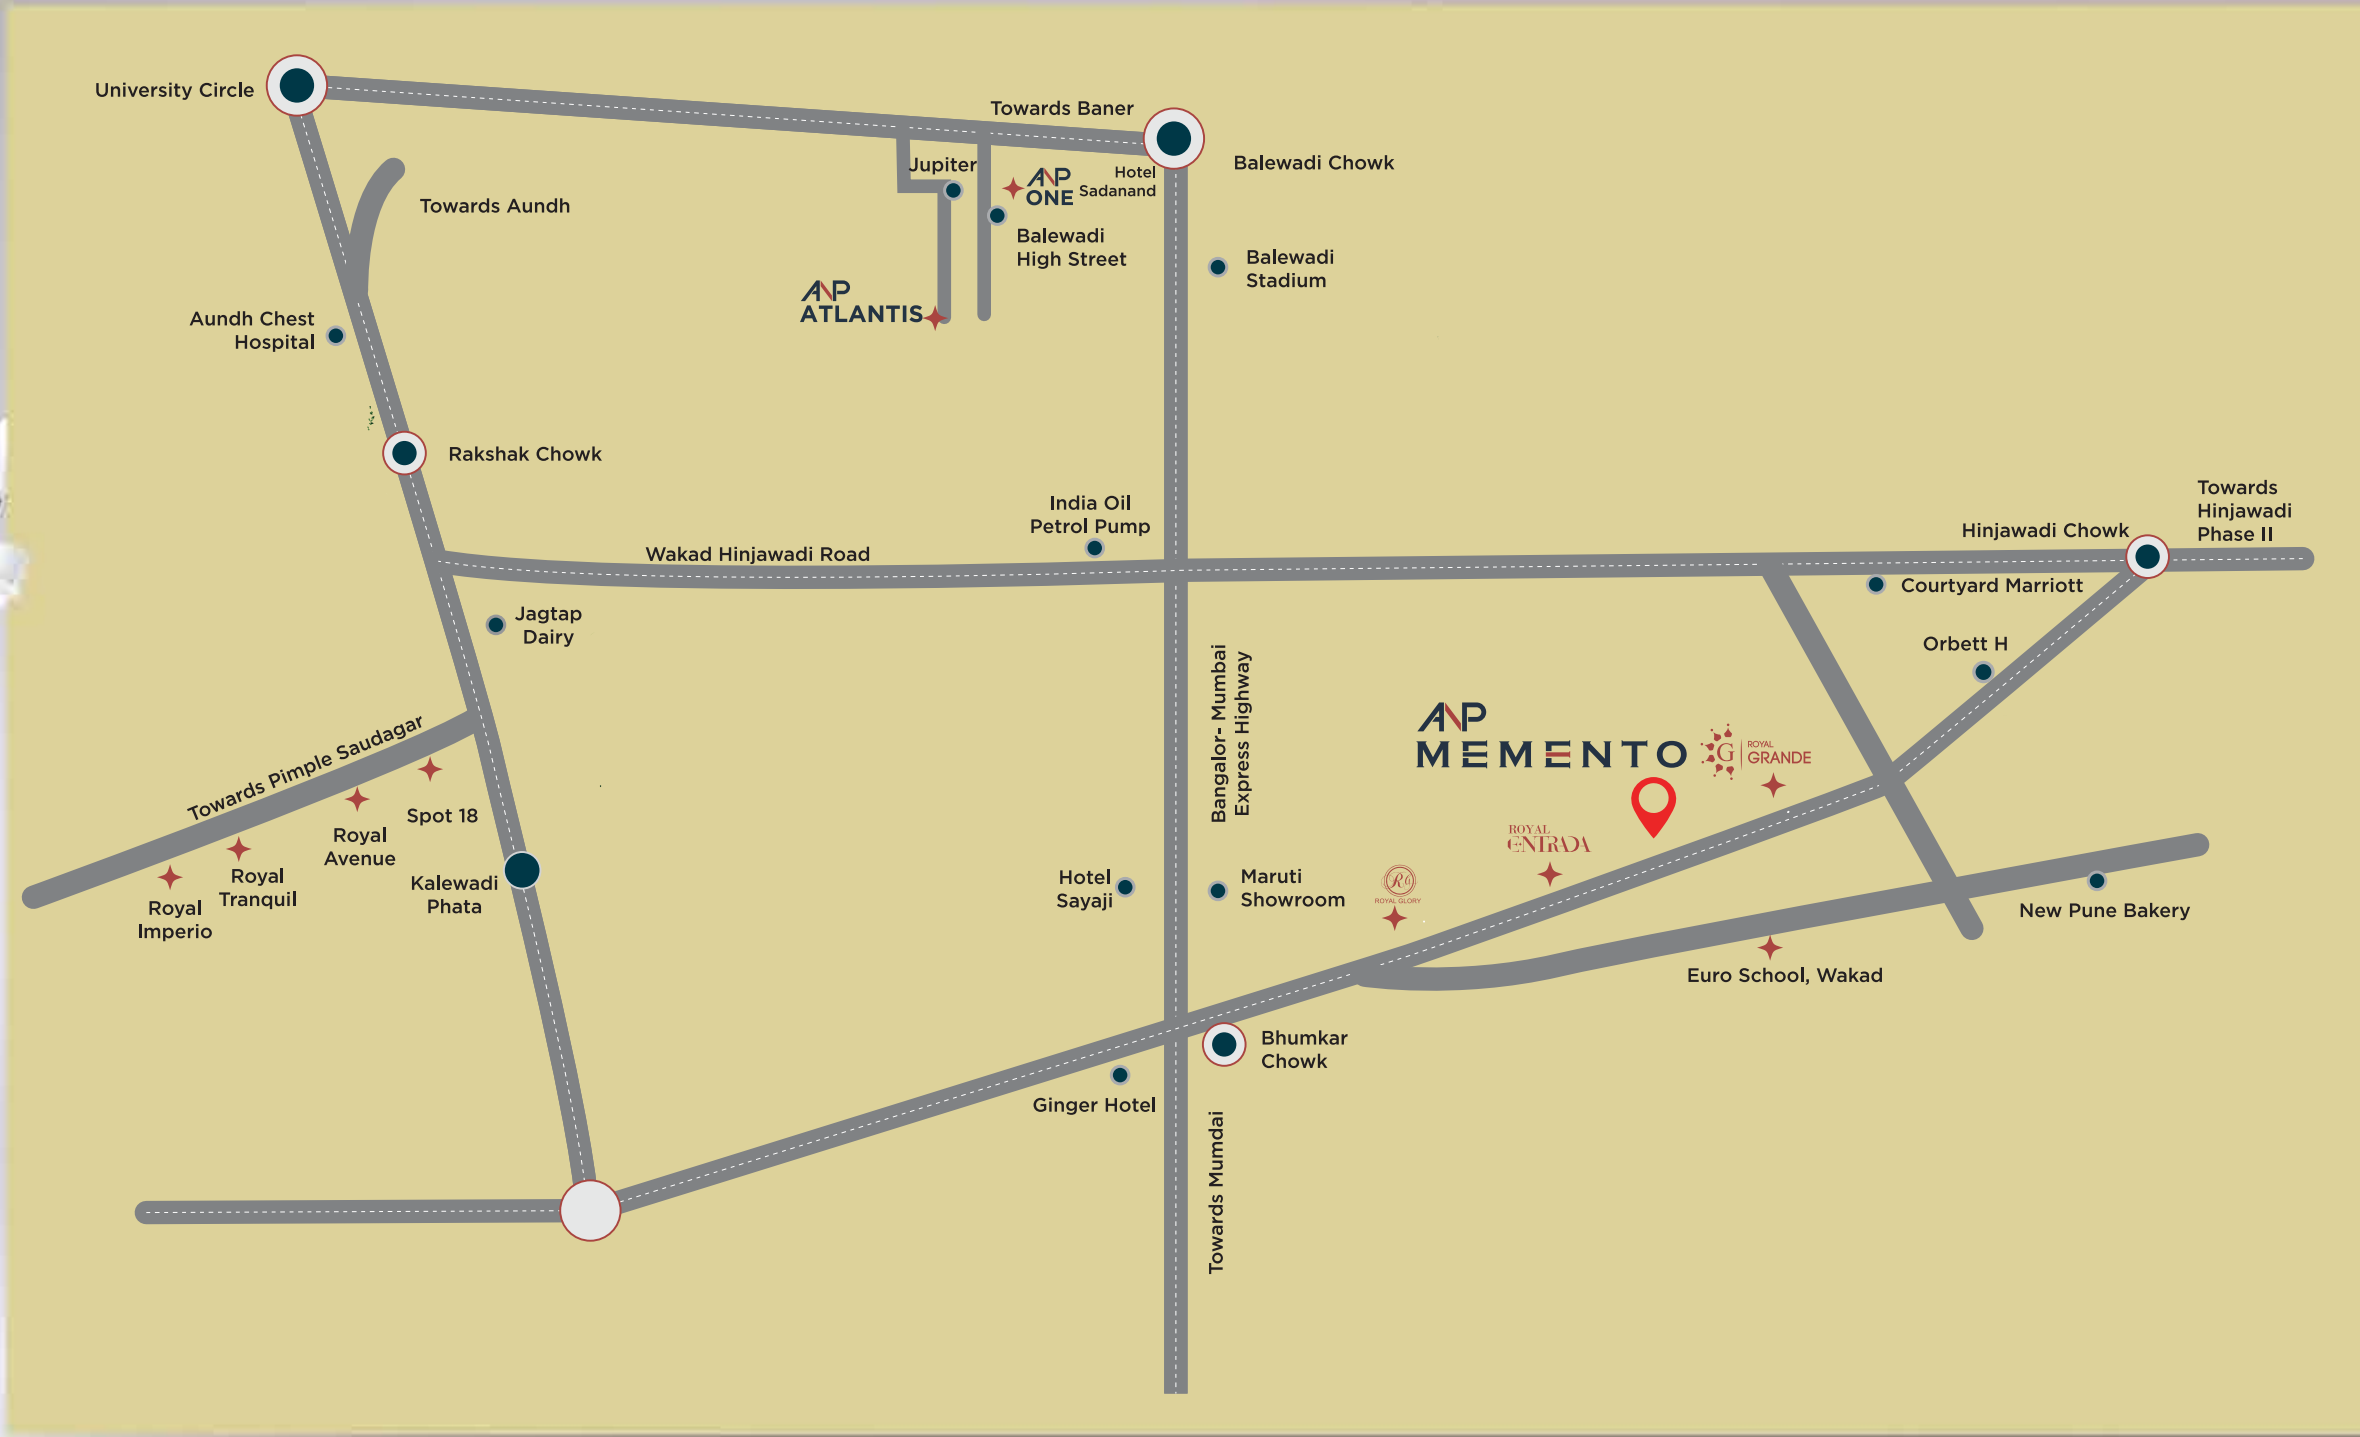 University Circle
Towards Baner
Balewadi Chowk
Jupiter
Hotel
Sadanand
ANP
ONE
Towards Aundh
Balewadi
High Street
Balewadi
Stadium
ANP
ATLANTIS
Aundh Chest
Hospital
Rakshak Chowk
India Oil
Petrol Pump
Towards
Hinjawadi
Phase II
Hinjawadi Chowk
Wakad Hinjawadi Road
Courtyard Marriott
Jagtap
Dairy
Orbett H
Bangalor- Mumbai
Express Highway
ANP
MEMENTO
G
ROYAL
GRANDE
Towards Pimple Saudagar
Spot 18
Royal
Avenue
Royal
Tranquil
Royal
Imperio
Kalewadi
Phata
Hotel
Sayaji
Maruti
Showroom
RG
ROYAL GLORY
ROYAL
ENTRADA
New Pune Bakery
Euro School, Wakad
Bhumkar
Chowk
Ginger Hotel
Towards Mumdai